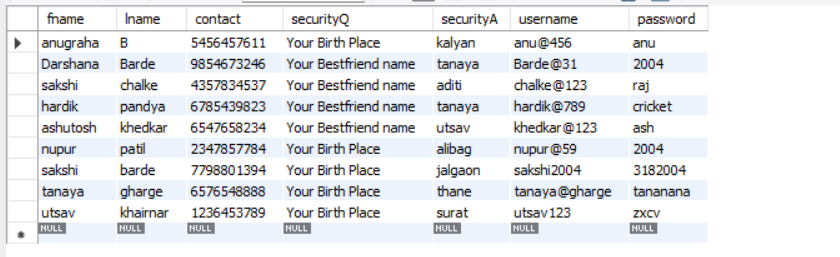 fname lname contact securityQ securityA username password
anugraha B 5456457611 Your Birth Place kalyan anu@456 anu
Darshana Barde 9854673246 Your Bestfriend name tanaya Barde@31 2004
sakshi chalke 4357834537 Your Bestfriend name aditi chalke@123 raj
hardik pandya 6785439823 Your Bestfriend name tanaya hardik@789 cricket
ashutosh khedkar 6547658234 Your Bestfriend name utsav khedkar@123 ash
nupur patil 2347857784 Your Birth Place alibag nupur@59 2004
sakshi barde 7798801394 Your Birth Place jalgaon sakshi2004 3182004
tanaya gharge 6576548888 Your Birth Place thane tanaya@gharge tananana
utsav khairnar 1236453789 Your Birth Place surat utsav123 zxcv
NULL NULL NULL NULL NULL NULL NULL